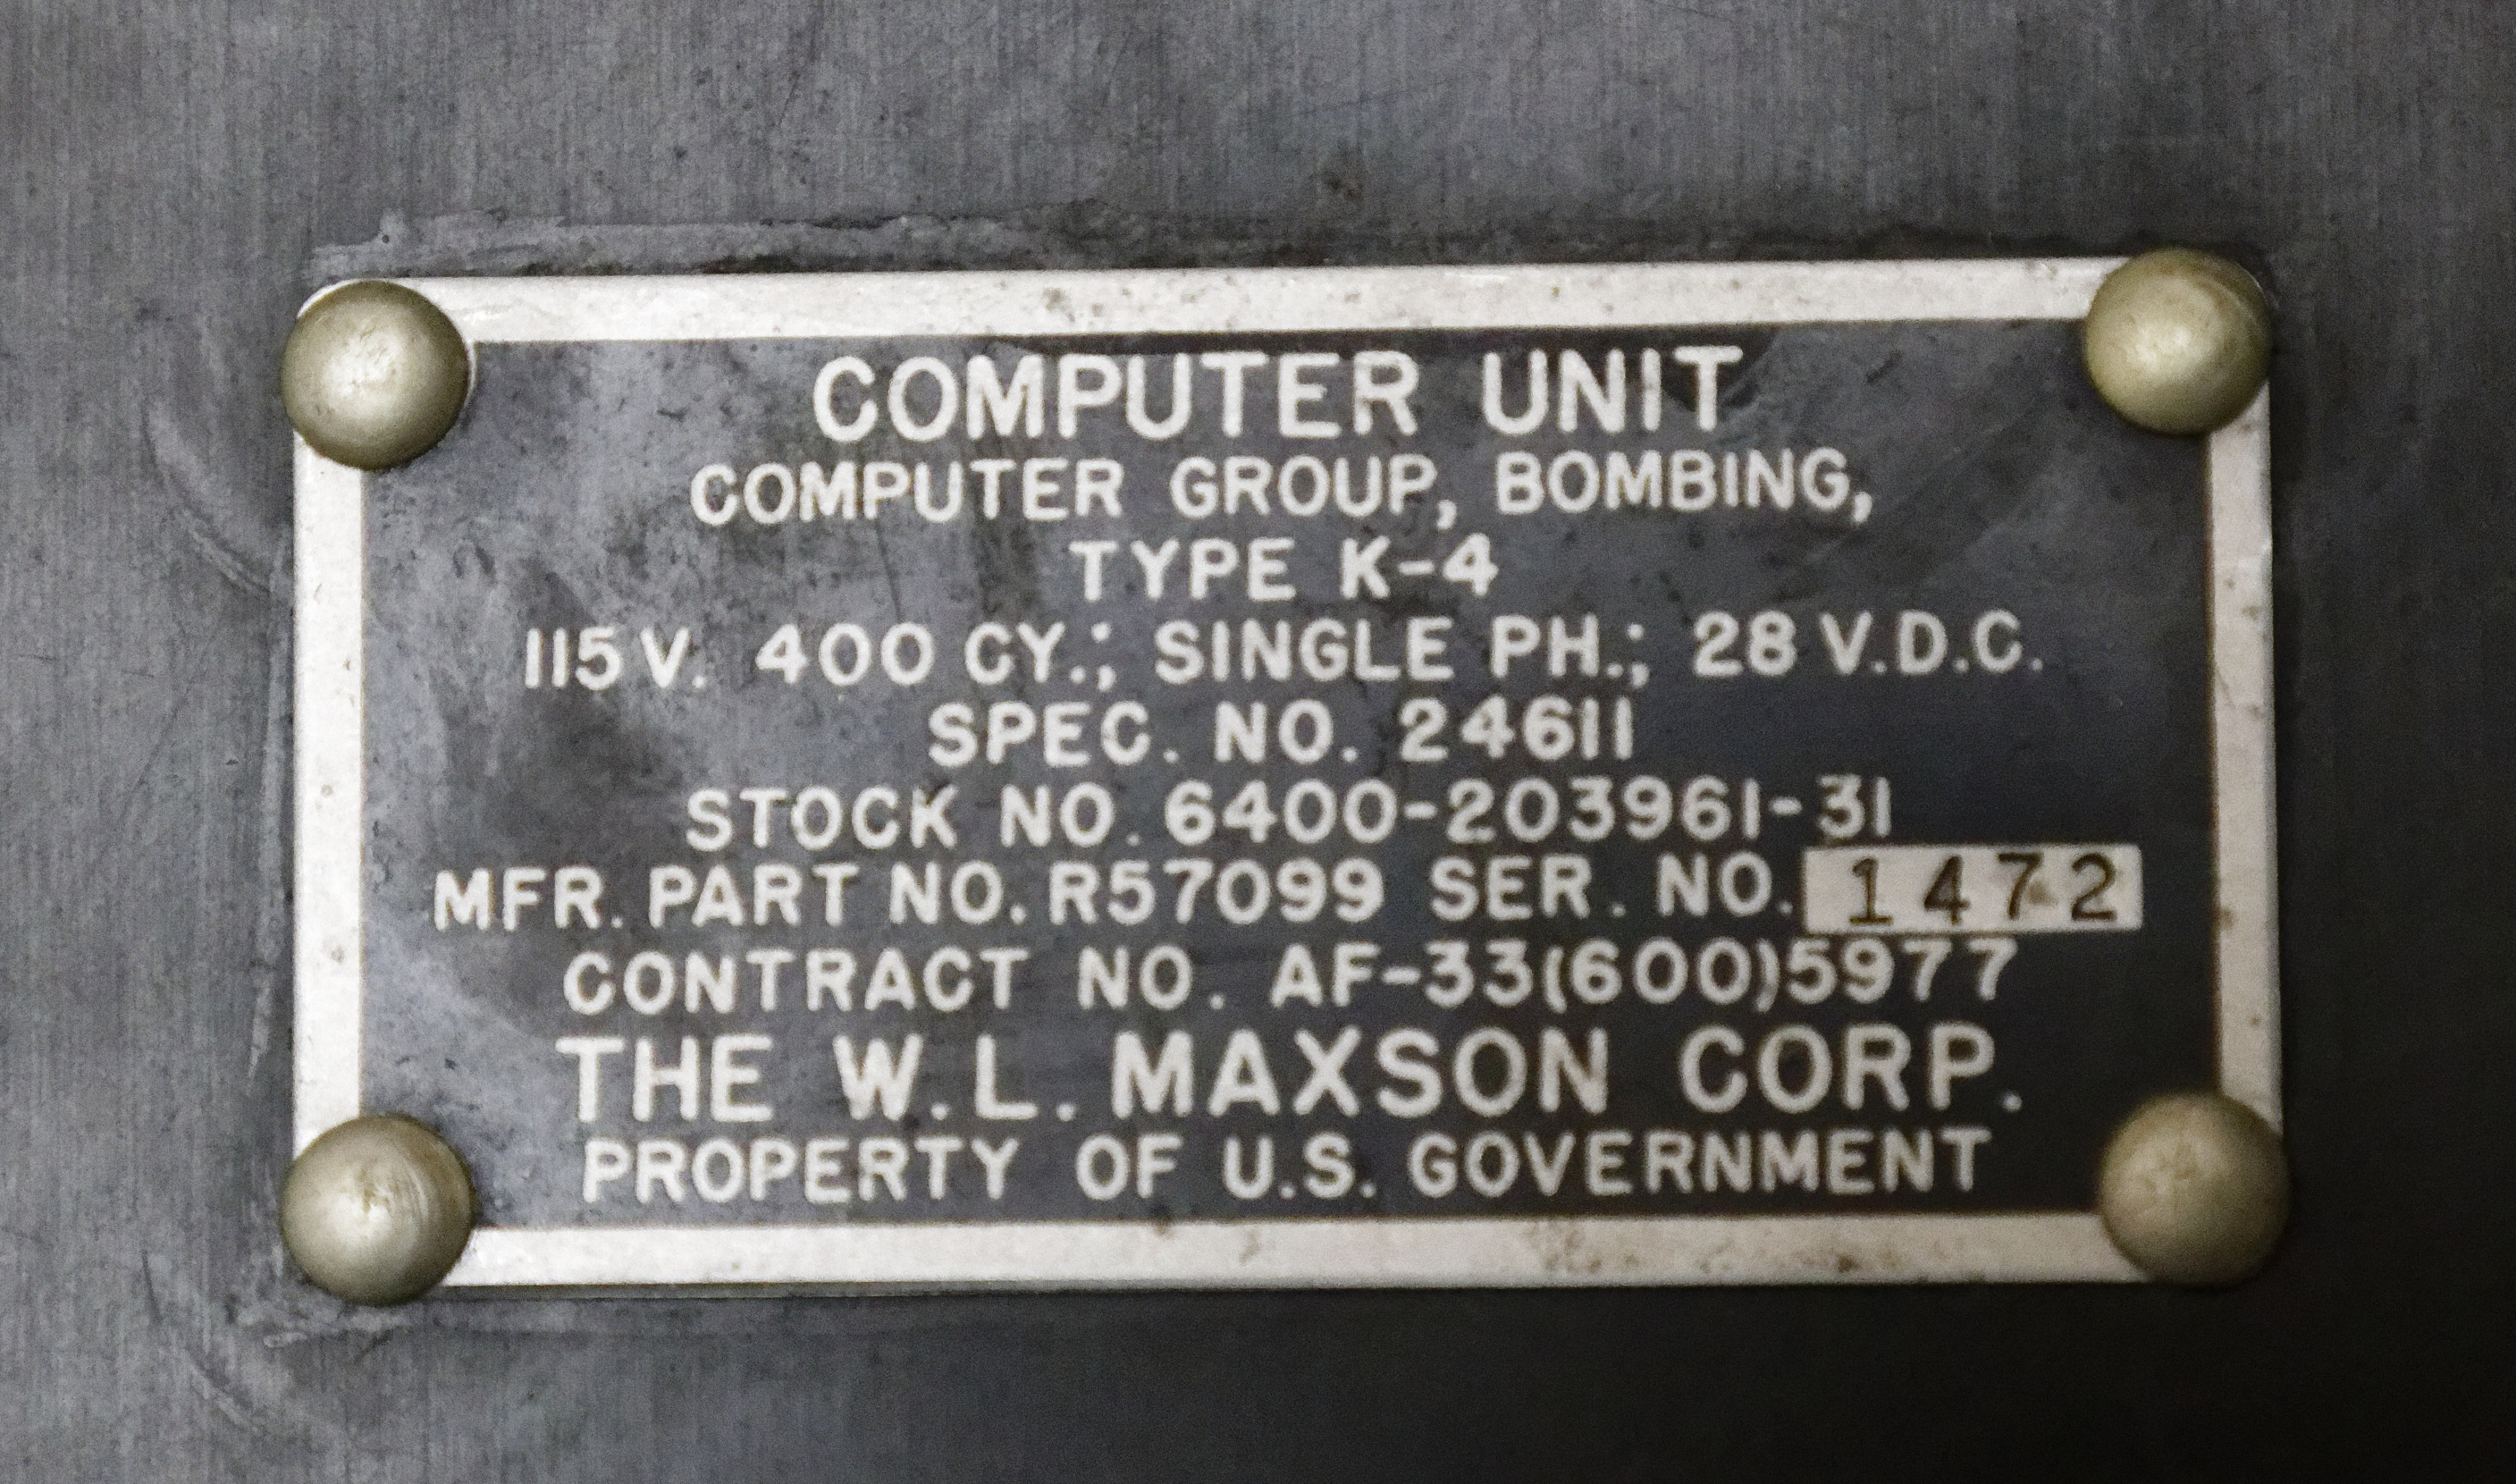 COMPUTER UNIT
COMPUTER GROUP, BOMBING,
TYPE K-4
115 V. 400 CY.; SINGLE PH.; 28 V.D.C.
SPEC. NO. 24611
STOCK NO. 6400-203961-31
MFR. PART NO. R57099 SER. NO. 1472
CONTRACT NO. AF-33(600)5977
THE W.L. MAXSON CORP.
PROPERTY OF U.S. GOVERNMENT